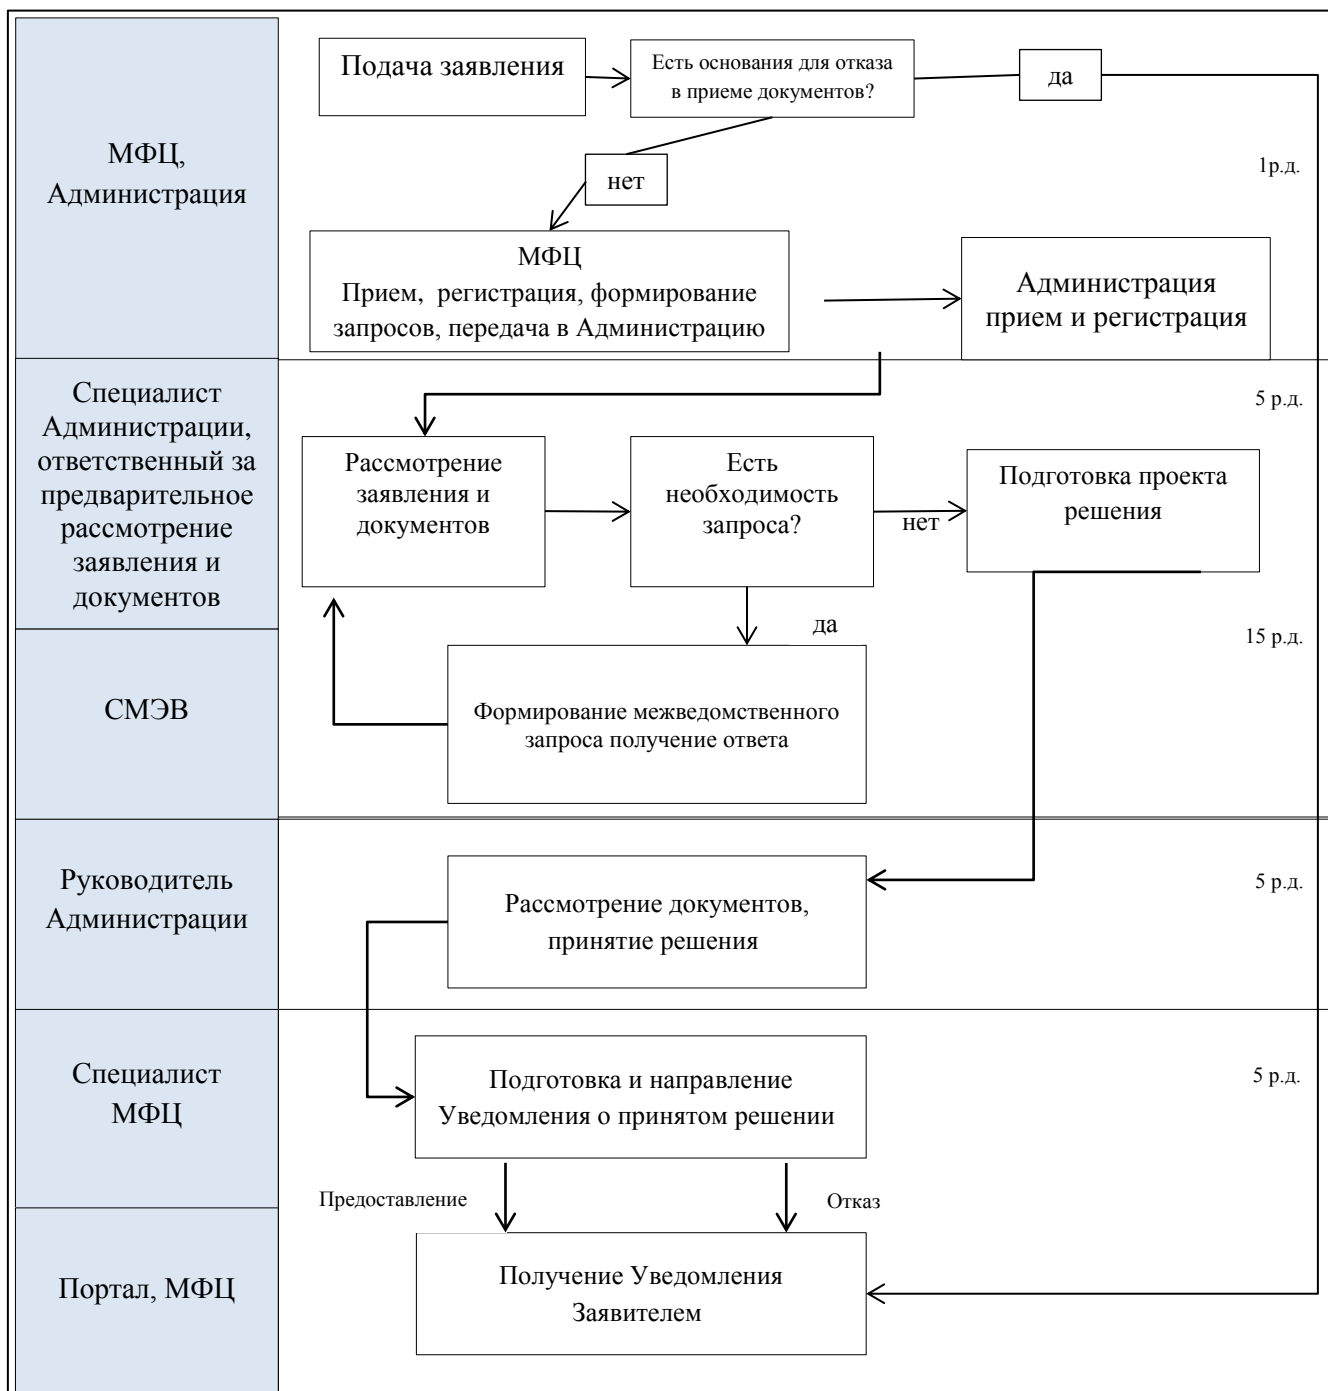 МФЦ,
Администрация
Подача заявления
Есть основания для отказа
в приеме документов?
да
нет
1р.д.
МФЦ
Прием, регистрация, формирование
запросов, передача в Администрацию
Администрация
прием и регистрация
Специалист
Администрации,
ответственный за
предварительное
рассмотрение
заявления и
документов
5 р.д.
Рассмотрение
заявления и
документов
Есть
необходимость
запроса?
нет
Подготовка проекта
решения
да
15 р.д.
СМЭВ
Формирование межведомственного
запроса получение ответа
Руководитель
Администрации
Рассмотрение документов,
принятие решения
5 р.д.
Специалист
МФЦ
Подготовка и направление
Уведомления о принятом решении
5 р.д.
Предоставление
Отказ
Портал, МФЦ
Получение Уведомления
Заявителем